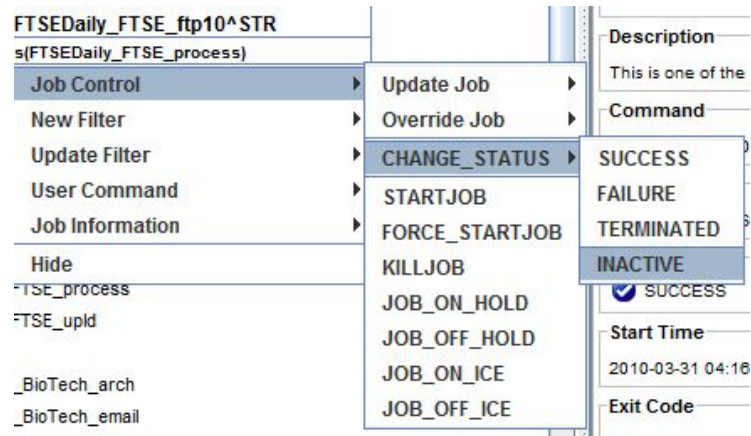 FTSEDaily_FTSE_ftp10^STR
s(FTSEDaily_FTSE_process)
Job Control
New Filter
Update Filter
User Command
Job Information
Hide
FTSE_process
FTSE_upld
_BioTech_arch
_BioTech_email
Update Job
Override Job
CHANGE_STATUS
STARTJOB
FORCE_STARTJOB
KILLJOB
JOB_ON_HOLD
JOB_OFF_HOLD
JOB_ON_ICE
JOB_OFF_ICE
SUCCESS
FAILURE
TERMINATED
INACTIVE
Description
This is one of the
Command
SUCCESS
Start Time
2010-03-31 04:16
Exit Code